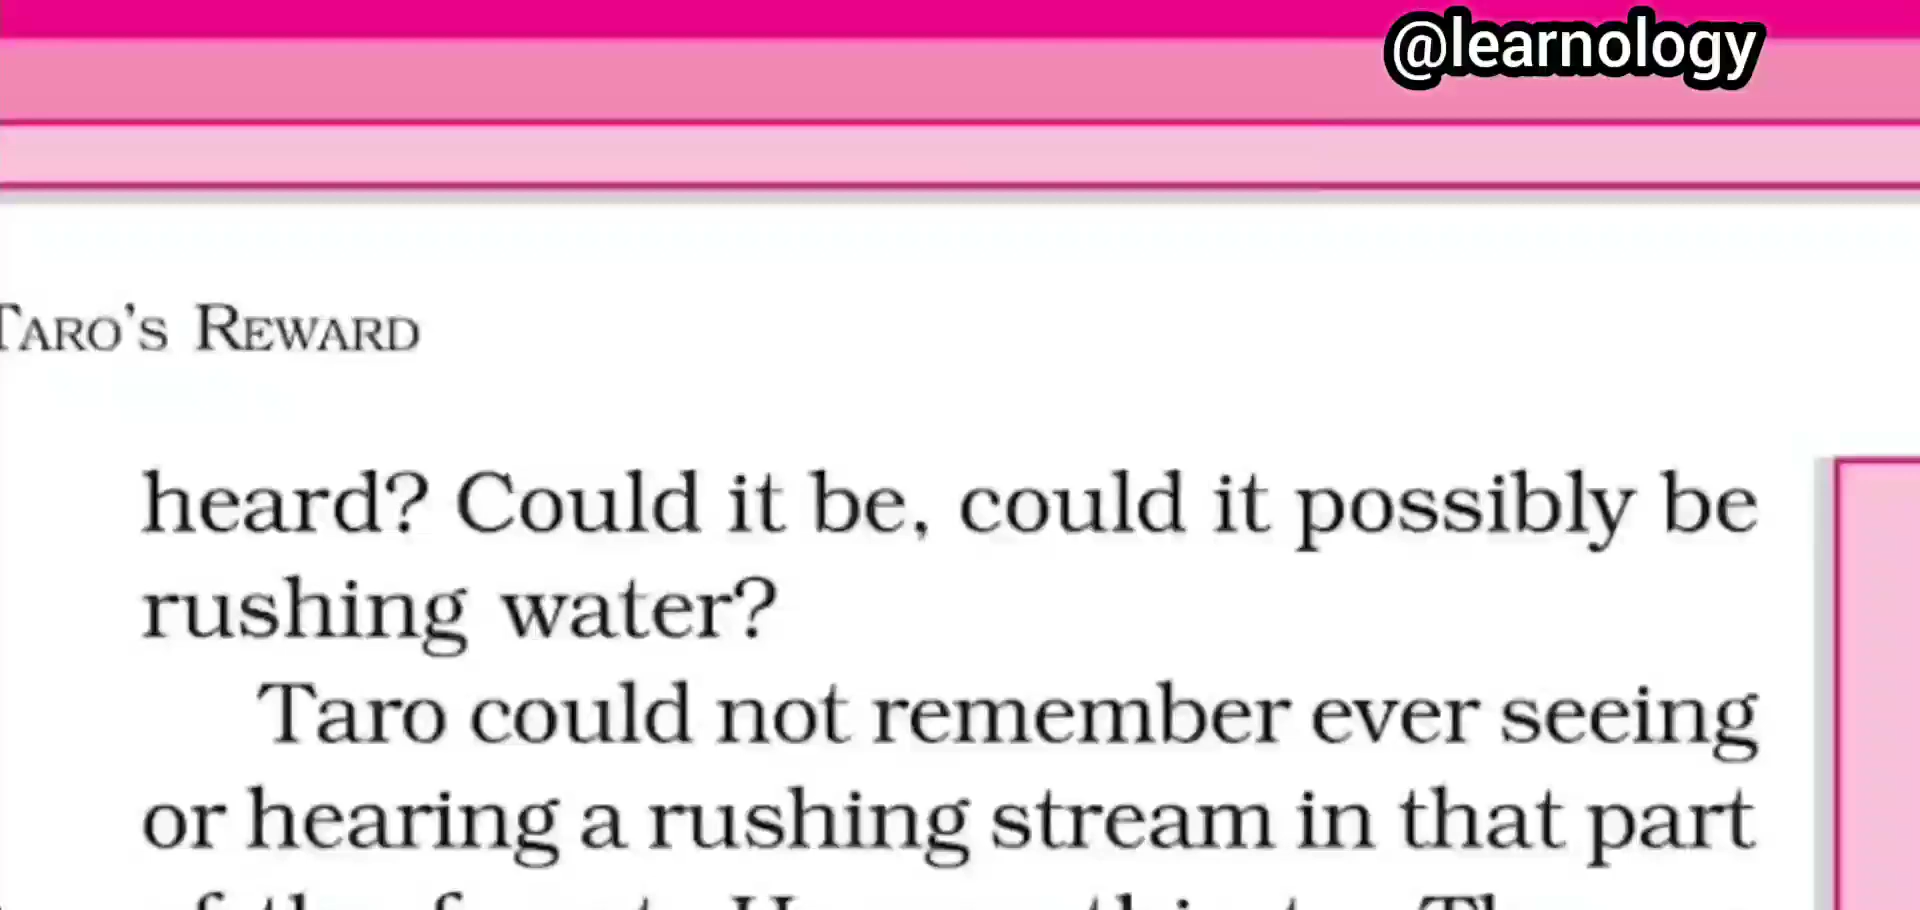 @learnology
TARO'S REWARD
heard? Could it be, could it possibly be
rushing water?
Taro could not remember ever seeing
or hearing a rushing stream in that part